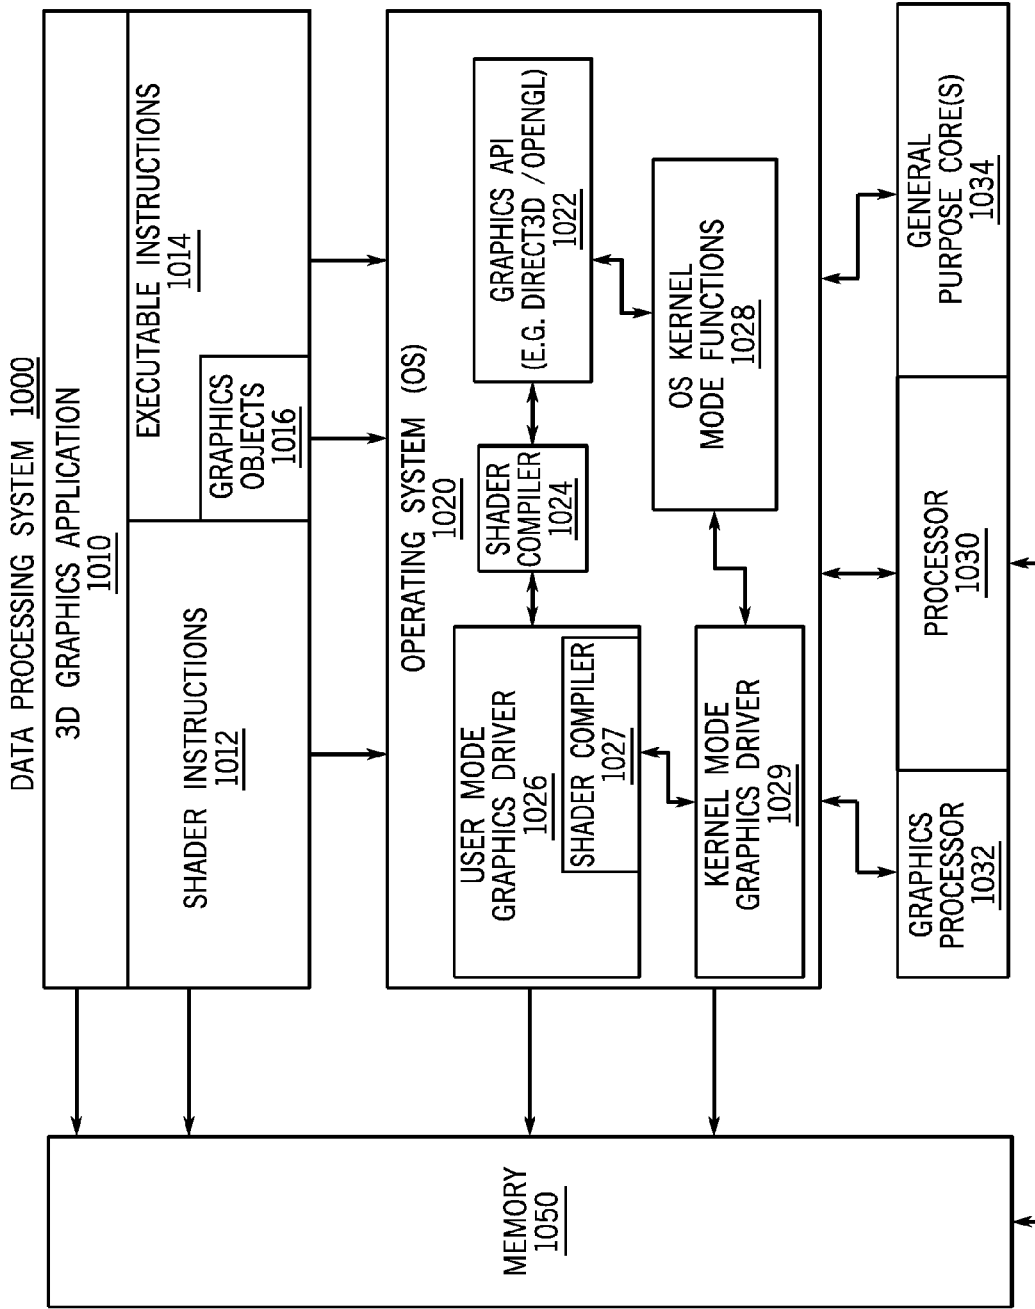 DATA PROCESSING SYSTEM 1000
3D GRAPHICS APPLICATION
1010
SHADER INSTRUCTIONS
1012
EXECUTABLE INSTRUCTIONS
1014
GRAPHICS
OBJECTS
1016
OPERATING SYSTEM (OS)
1020
USER MODE
GRAPHICS DRIVER
1026
SHADER COMPILER
1027
SHADER
COMPILER
1024
GRAPHICS API
(E.G. DIRECT3D /OPENGL)
1022
KERNEL MODE
GRAPHICS DRIVER
1029
OS KERNEL
MODE FUNCTIONS
1028
GRAPHICS
PROCESSOR
1032
PROCESSOR
1030
GENERAL
PURPOSE CORE(S)
1034
MEMORY
1050